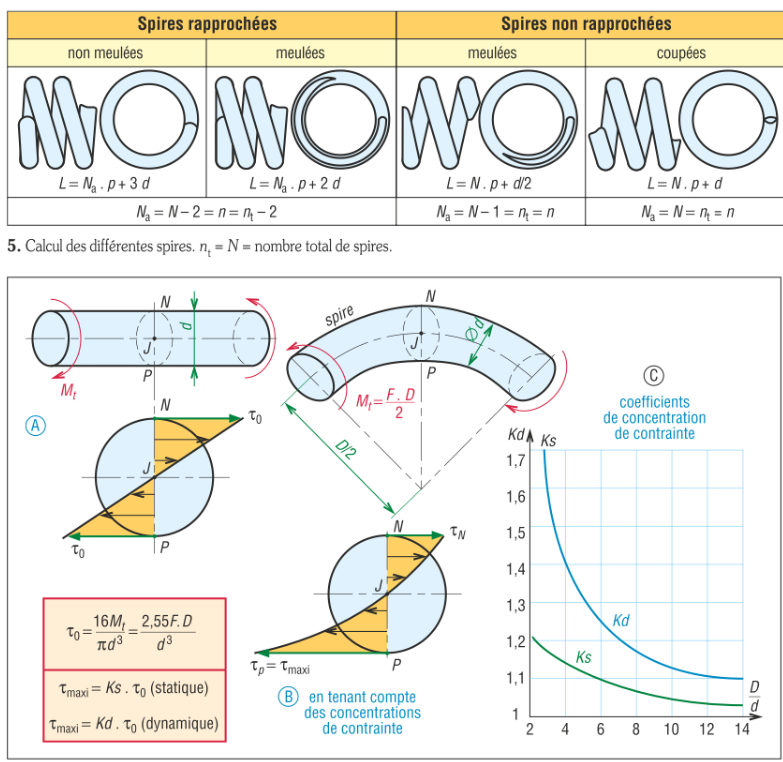 Spires rapprochées
Spires non rapprochées
non meulées
meulées
meulées
coupées
L = Nₐ . p + 3 d
L = Nₐ . p + 2 d
L = N . p + d/2
L = N . p + d
Nₐ = N − 2 = n = nₜ − 2
Nₐ = N − 1 = nₜ = n
Nₐ = N = nₜ = n
5. Calcul des différentes spires. nₜ = N = nombre total de spires.
N
d
J
P
Mₜ
spire
N
Ø d
J
P
Mₜ = F . D / 2
D/2
A
N
τ₀
J
τ₀
P
N
τN
J
τp = τmaxi
P
B en tenant compte
des concentrations
de contrainte
τ₀ = 16Mₜ / πd³ = 2,55F.D / d³
τmaxi = Ks . τ₀ (statique)
τmaxi = Kd . τ₀ (dynamique)
C
coefficients
de concentration
de contrainte
Kd Ks
1,7
1,6
1,5
1,4
1,3
1,2
1,1
1
Kd
Ks
D/d
2 4 6 8 10 12 14